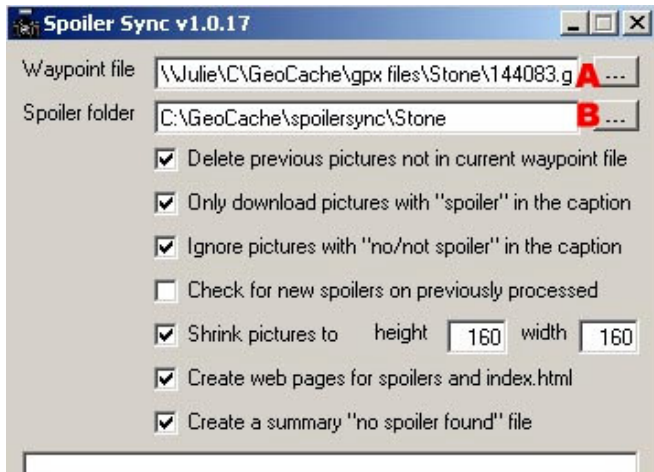 Spoiler Sync v1.0.17
Waypoint file \\Julie\C\GeoCache\gpx files\Stone\144083.g A ...
Spoiler folder C:\GeoCache\spoilersync\Stone B ...
Delete previous pictures not in current waypoint file
Only download pictures with "spoiler" in the caption
Ignore pictures with "no/not spoiler" in the caption
Check for new spoilers on previously processed
Shrink pictures to height 160 width 160
Create web pages for spoilers and index.html
Create a summary "no spoiler found" file